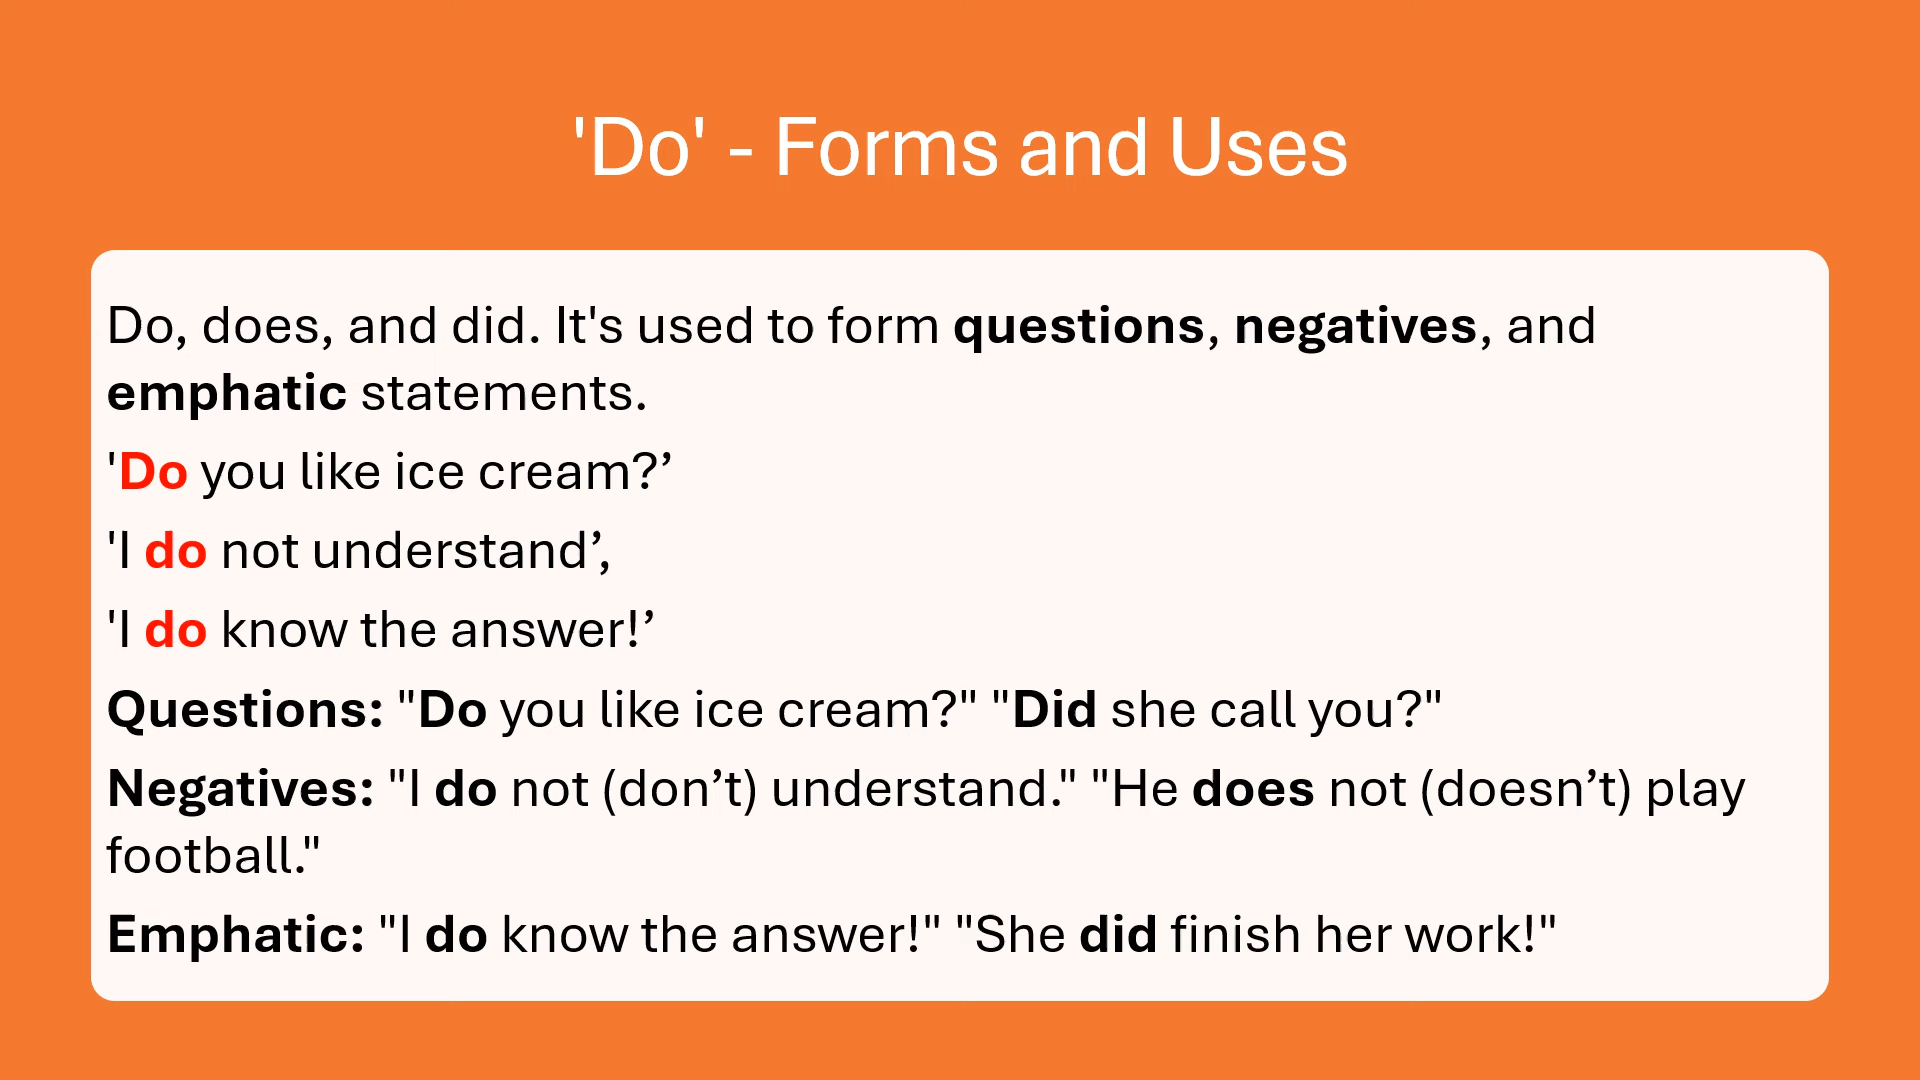 'Do' - Forms and Uses
Do, does, and did. It's used to form questions, negatives, and
emphatic statements.
'Do you like ice cream?’
'I do not understand’,
'I do know the answer!’
Questions: "Do you like ice cream?" "Did she call you?"
Negatives: "I do not (don’t) understand." "He does not (doesn’t) play
football."
Emphatic: "I do know the answer!" "She did finish her work!"